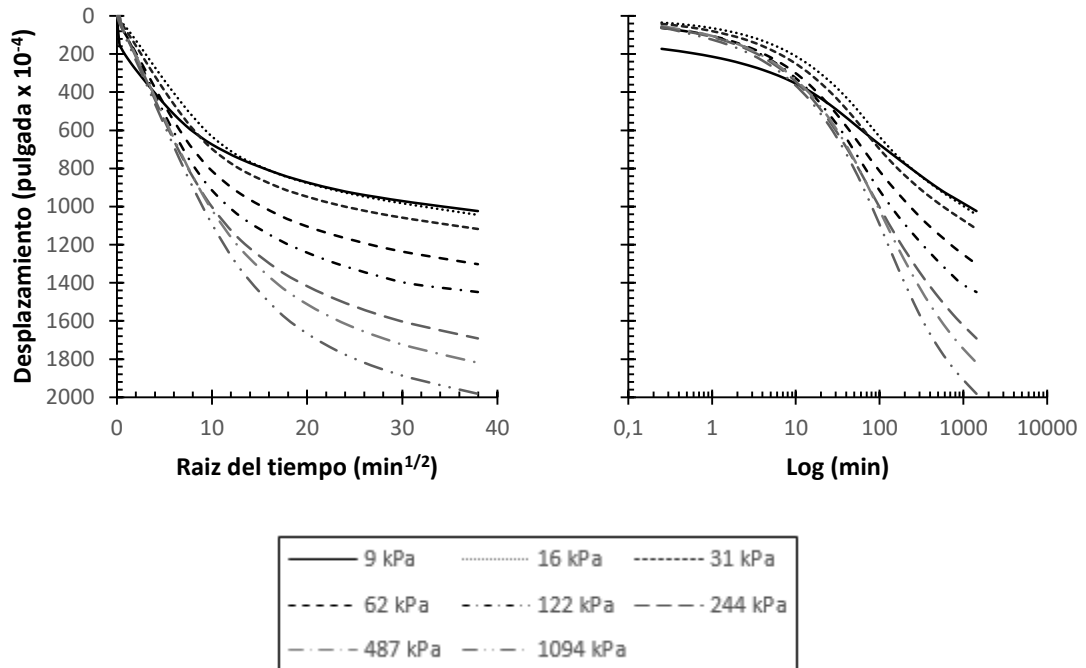 Desplazamiento (pulgada x 10-4)
0
200
400
600
800
1000
1200
1400
1600
1800
2000
0 10 20 30 40
Raiz del tiempo (min1/2)
0,1 1 10 100 1000 10000
Log (min)
9 kPa 16 kPa 31 kPa
62 kPa 122 kPa 244 kPa
487 kPa 1094 kPa